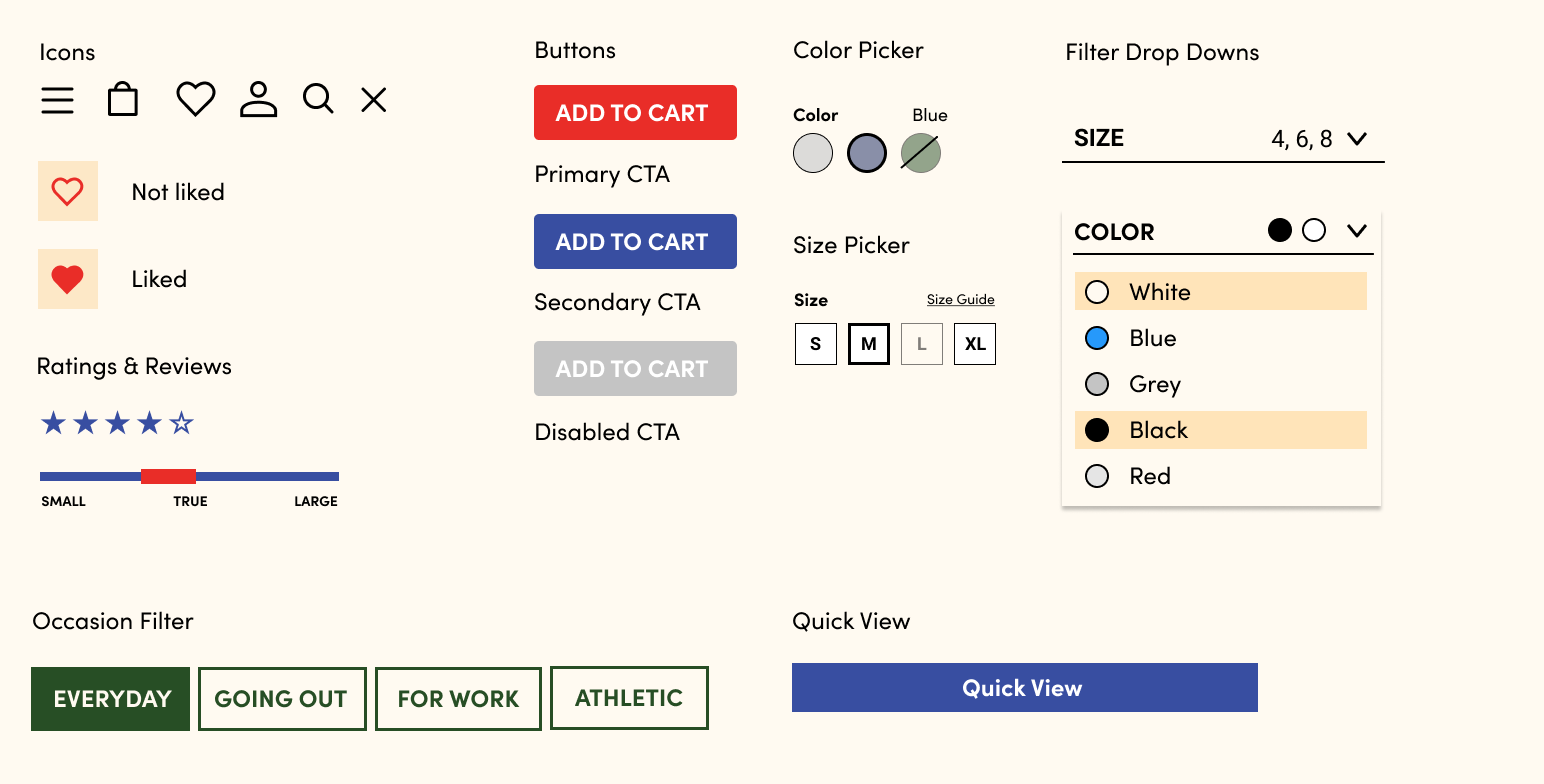 Icons
Not liked
Liked
Ratings & Reviews
SMALL TRUE LARGE
Buttons
ADD TO CART
Primary CTA
ADD TO CART
Secondary CTA
ADD TO CART
Disabled CTA
Color Picker
Color Blue
Size Picker
Size Size Guide
S M L XL
Filter Drop Downs
SIZE 4, 6, 8
COLOR
White
Blue
Grey
Black
Red
Occasion Filter
EVERYDAY GOING OUT FOR WORK ATHLETIC
Quick View
Quick View